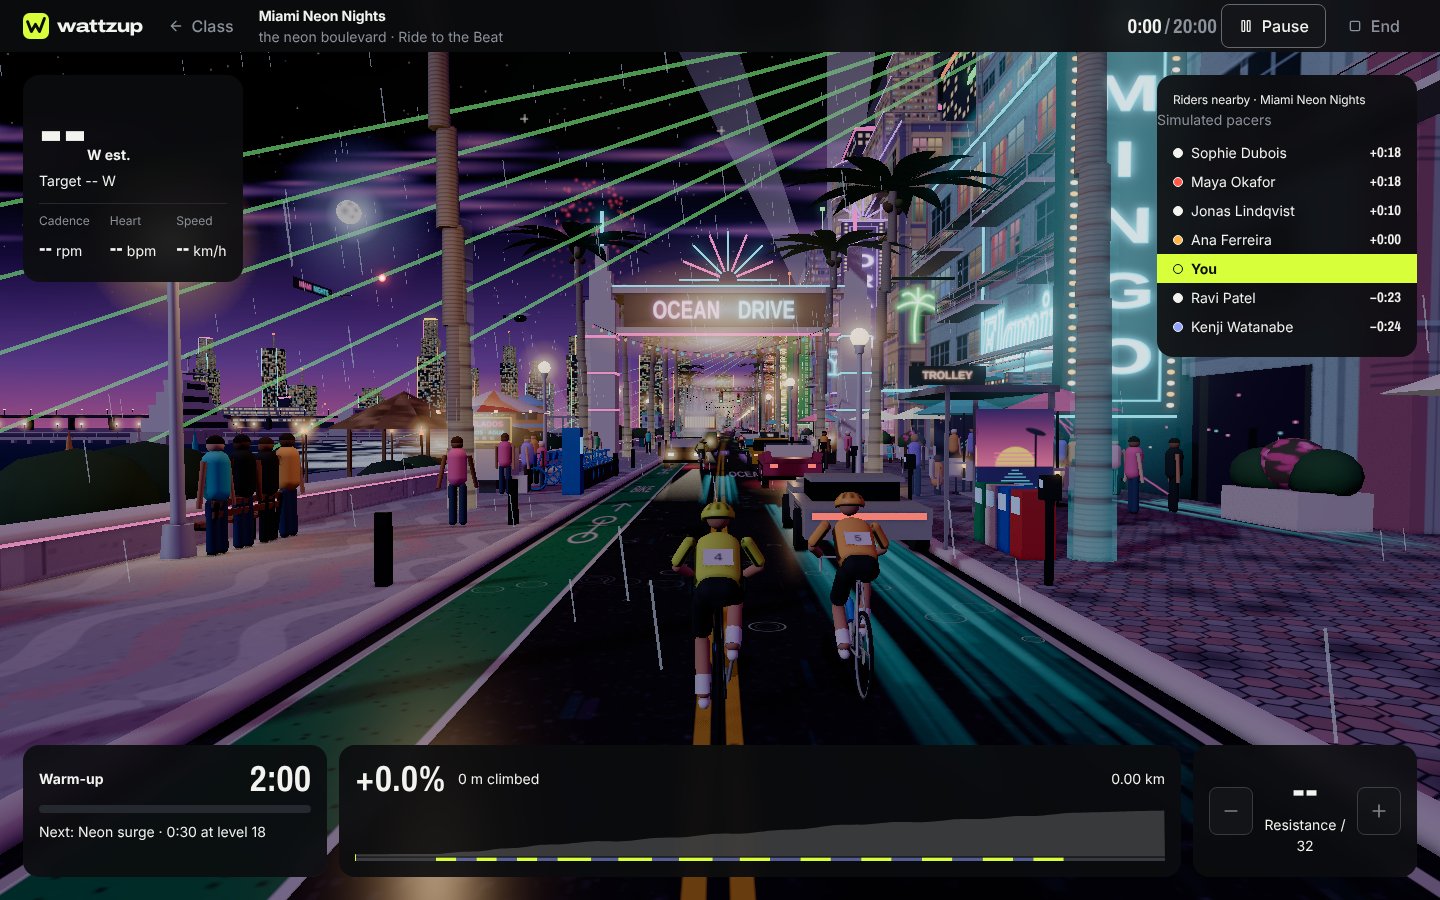 wattzup
Class
Miami Neon Nights
the neon boulevard · Ride to the Beat
0:00 / 20:00
Pause
End
--
W est.
Target -- W
Cadence Heart Speed
-- rpm -- bpm -- km/h
Riders nearby · Miami Neon Nights
Simulated pacers
Sophie Dubois +0:18
Maya Okafor +0:18
Jonas Lindqvist +0:10
Ana Ferreira +0:00
You
Ravi Patel −0:23
Kenji Watanabe −0:24
MINGO
MIAMI NIGHTS
OCEAN DRIVE
TROLLEY
BIKE
4
5
Warm-up 2:00
Next: Neon surge · 0:30 at level 18
+0.0% 0 m climbed 0.00 km
--
Resistance /
32